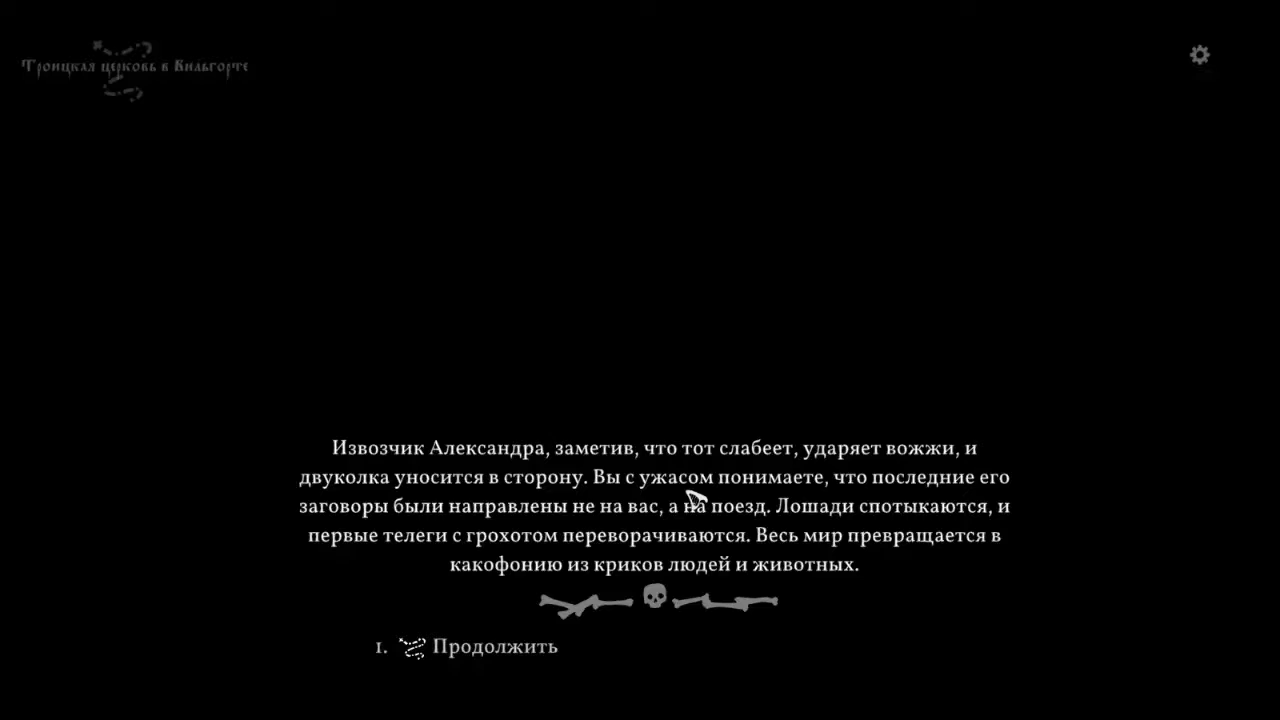 Троицкая церковь в Вильгорте
Извозчик Александра, заметив, что тот слабеет, ударяет вожжи, и
двуколка уносится в сторону. Вы с ужасом понимаете, что последние его
заговоры были направлены не на вас, а на поезд. Лошади спотыкаются, и
первые телеги с грохотом переворачиваются. Весь мир превращается в
какофонию из криков людей и животных.
1. Продолжить